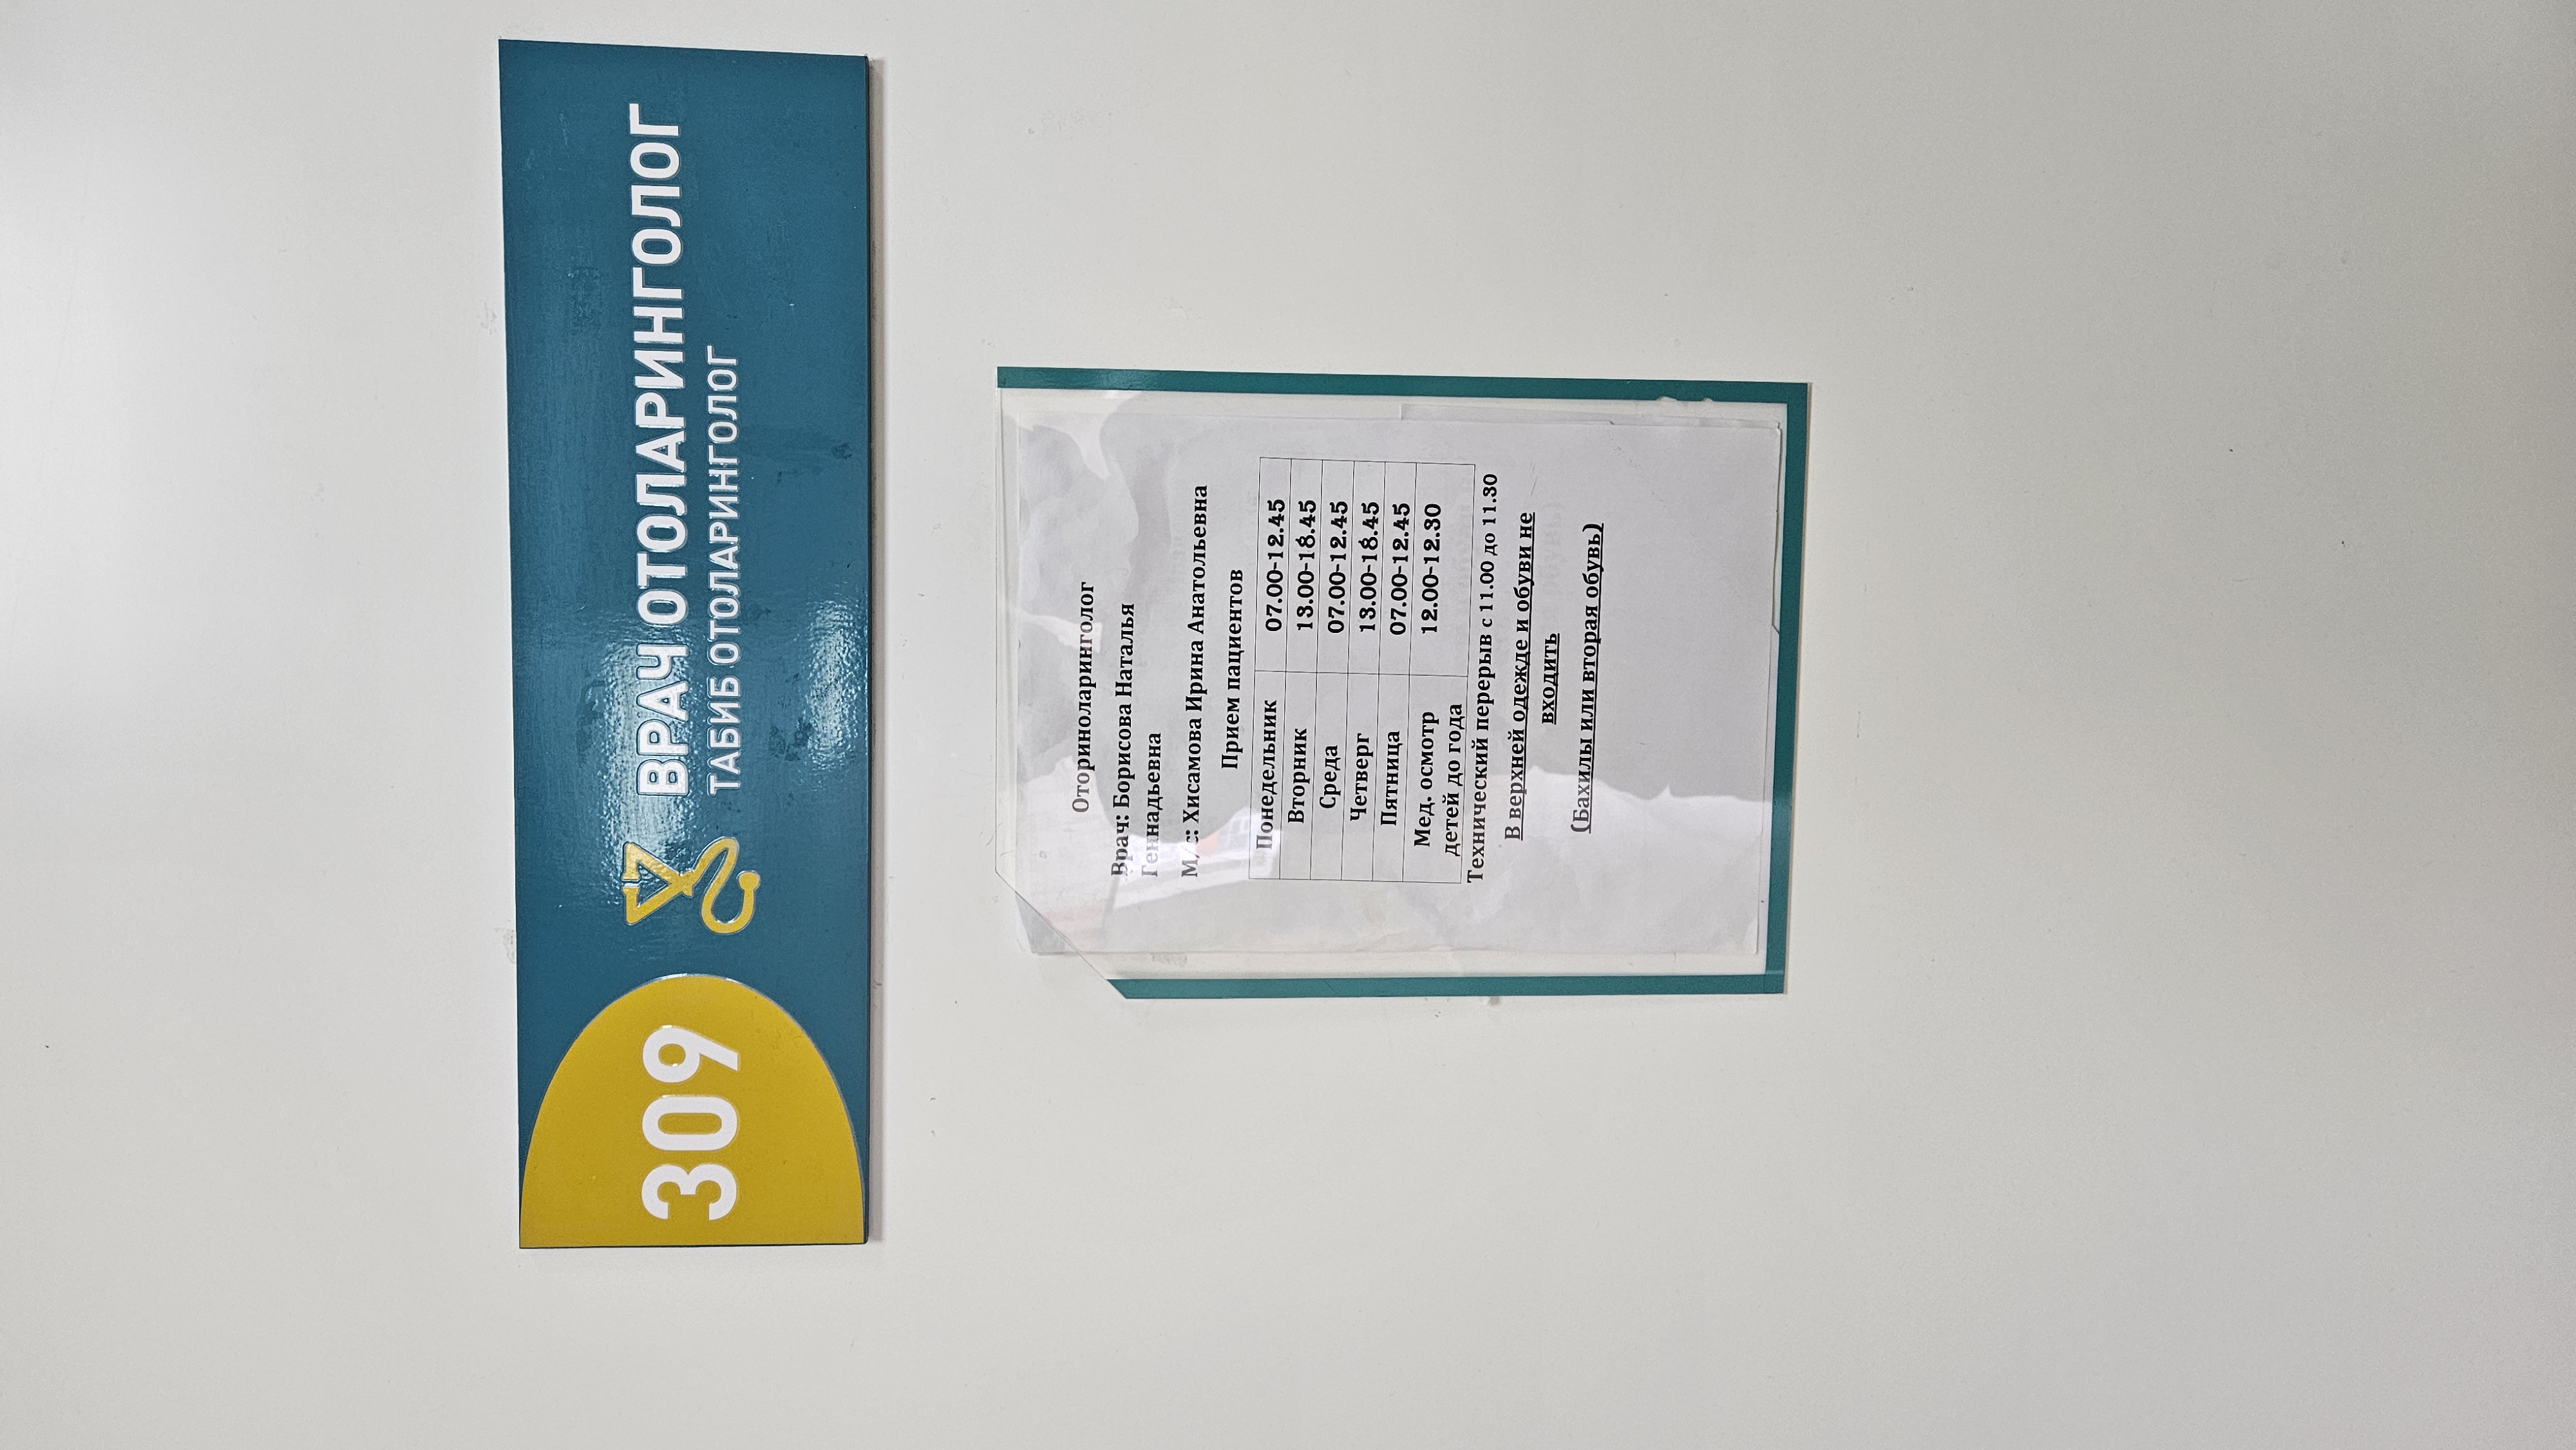 309
ВРАЧ ОТОЛАРИНГОЛОГ
ТАБИБ ОТОЛАРИНГОЛОГ
Оториноларинголог
Врач: Борисова Наталья
Геннадьевна
М/с: Хисамова Ирина Анатольевна
Прием пациентов
Понедельник 07.00-12.45
Вторник 13.00-18.45
Среда 07.00-12.45
Четверг 13.00-18.45
Пятница 07.00-12.45
Мед. осмотр 12.00-12.30
детей до года
Технический перерыв с 11.00 до 11.30
В верхней одежде и обуви не
входить
(Бахилы или вторая обувь)